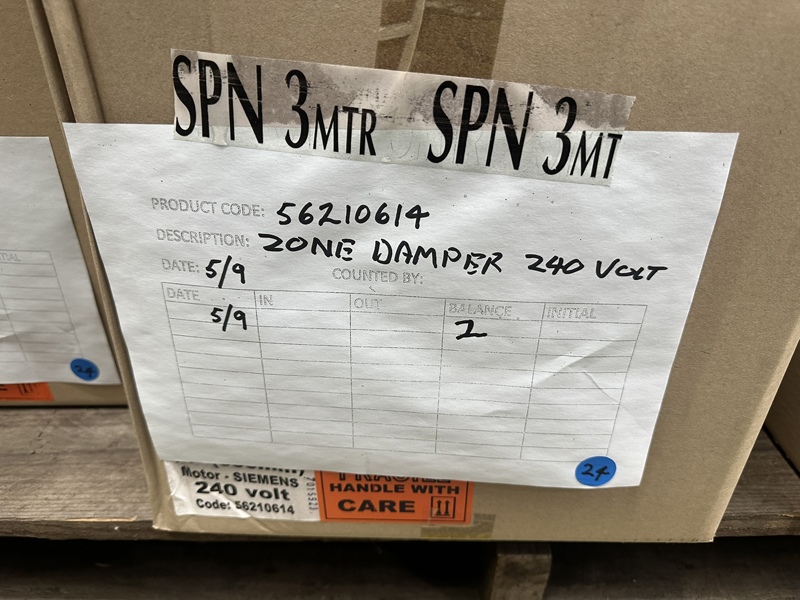 SPN 3MTR SPN 3MT
PRODUCT CODE: 56210614
DESCRIPTION: ZONE DAMPER 240 VOLT
DATE: 5/9 COUNTED BY:
DATE IN OUT BALANCE INITIAL
5/9 2
24
24
Motor - SIEMENS
240 volt
Code: 56210614
FRAGILE
HANDLE WITH
CARE